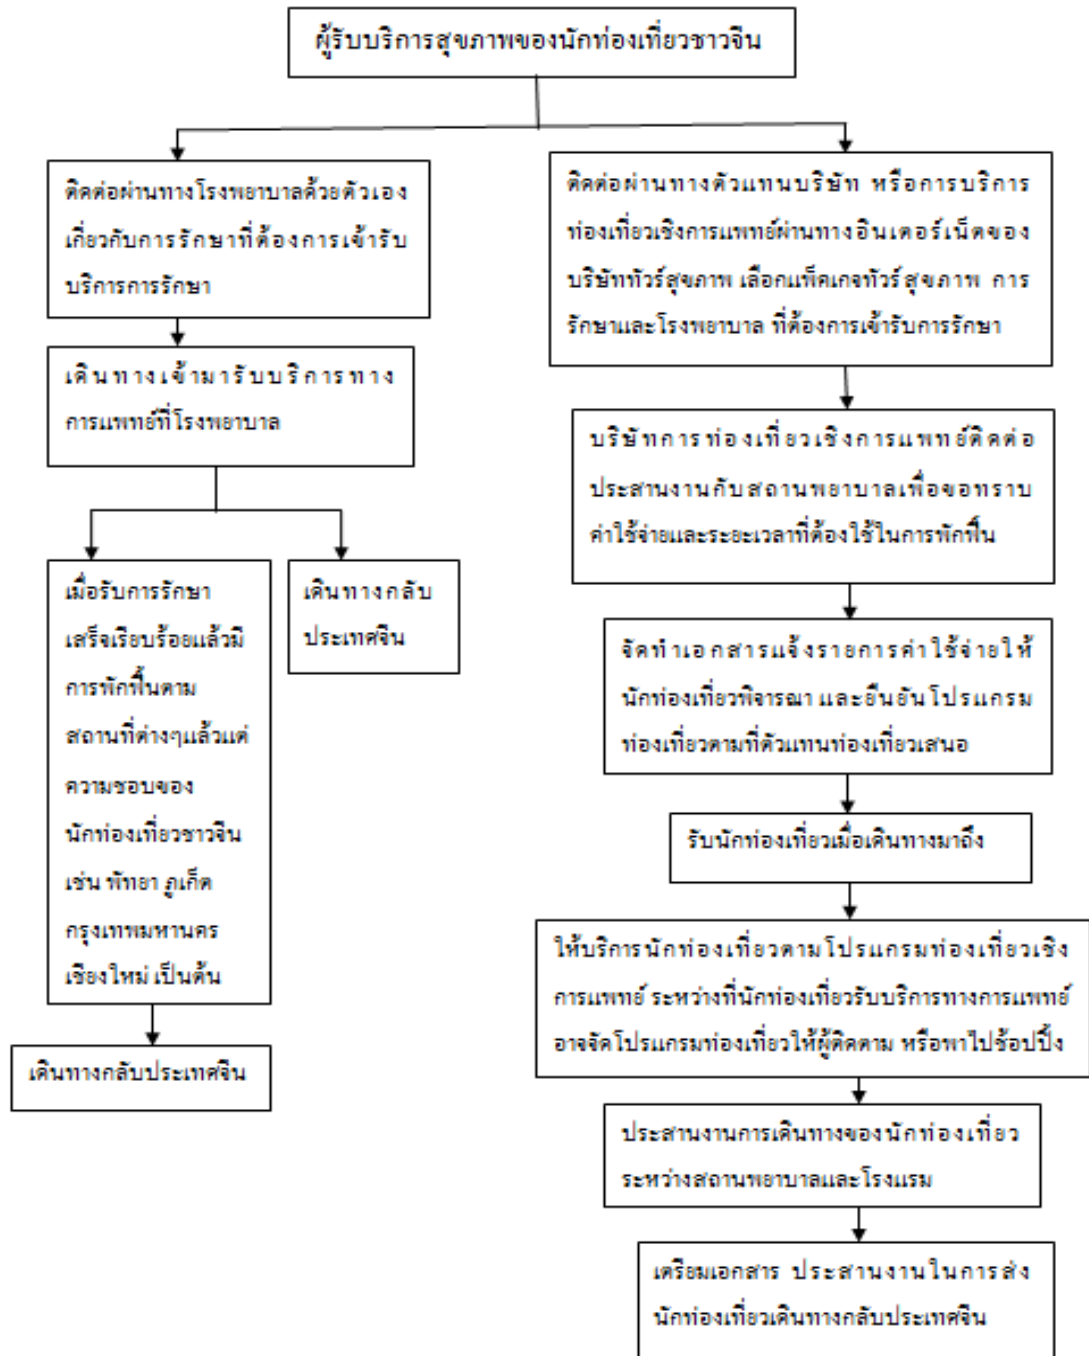 ผู้รับบริการสุขภาพของนักท่องเที่ยวชาวจีน
ติดต่อผ่านทางโรงพยาบาลด้วยตัวเอง
เกี่ยวกับการรักษาที่ต้องการเข้ารับ
บริการการรักษา
เดินทางเข้ามารับบริการทาง
การแพทย์ที่โรงพยาบาล
เมื่อรับการรักษา
เสร็จเรียบร้อยแล้วมี
การพักฟื้นตาม
สถานที่ต่างๆแล้วแต่
ความชอบของ
นักท่องเที่ยวชาวจีน
เช่น พัทยา ภูเก็ต
กรุงเทพมหานคร
เชียงใหม่ เป็นต้น
เดินทางกลับประเทศจีน
เดินทางกลับ
ประเทศจีน
ติดต่อผ่านทางตัวแทนบริษัท หรือการบริการ
ท่องเที่ยวเชิงการแพทย์ผ่านทางอินเตอร์เน็ตของ
บริษัททัวร์สุขภาพ เลือกแพ็คเกจทัวร์สุขภาพ การ
รักษาและโรงพยาบาล ที่ต้องการเข้ารับการรักษา
บริษัทการท่องเที่ยวเชิงการแพทย์ติดต่อ
ประสานงานกับสถานพยาบาลเพื่อขอทราบ
ค่าใช้จ่ายและระยะเวลาที่ต้องใช้ในการพักฟื้น
จัดทำเอกสารแจ้งรายการค่าใช้จ่ายให้
นักท่องเที่ยวพิจารณา และยืนยันโปรแกรม
ท่องเที่ยวตามที่ตัวแทนท่องเที่ยวเสนอ
รับนักท่องเที่ยวเมื่อเดินทางมาถึง
ให้บริการนักท่องเที่ยวตามโปรแกรมท่องเที่ยวเชิง
การแพทย์ ระหว่างที่นักท่องเที่ยวรับบริการทางการแพทย์
อาจจัดโปรแกรมท่องเที่ยวให้ผู้ติดตาม หรือพาไปช้อปปิ้ง
ประสานงานการเดินทางของนักท่องเที่ยว
ระหว่างสถานพยาบาลและโรงแรม
เตรียมเอกสาร ประสานงานในการส่ง
นักท่องเที่ยวเดินทางกลับประเทศจีน